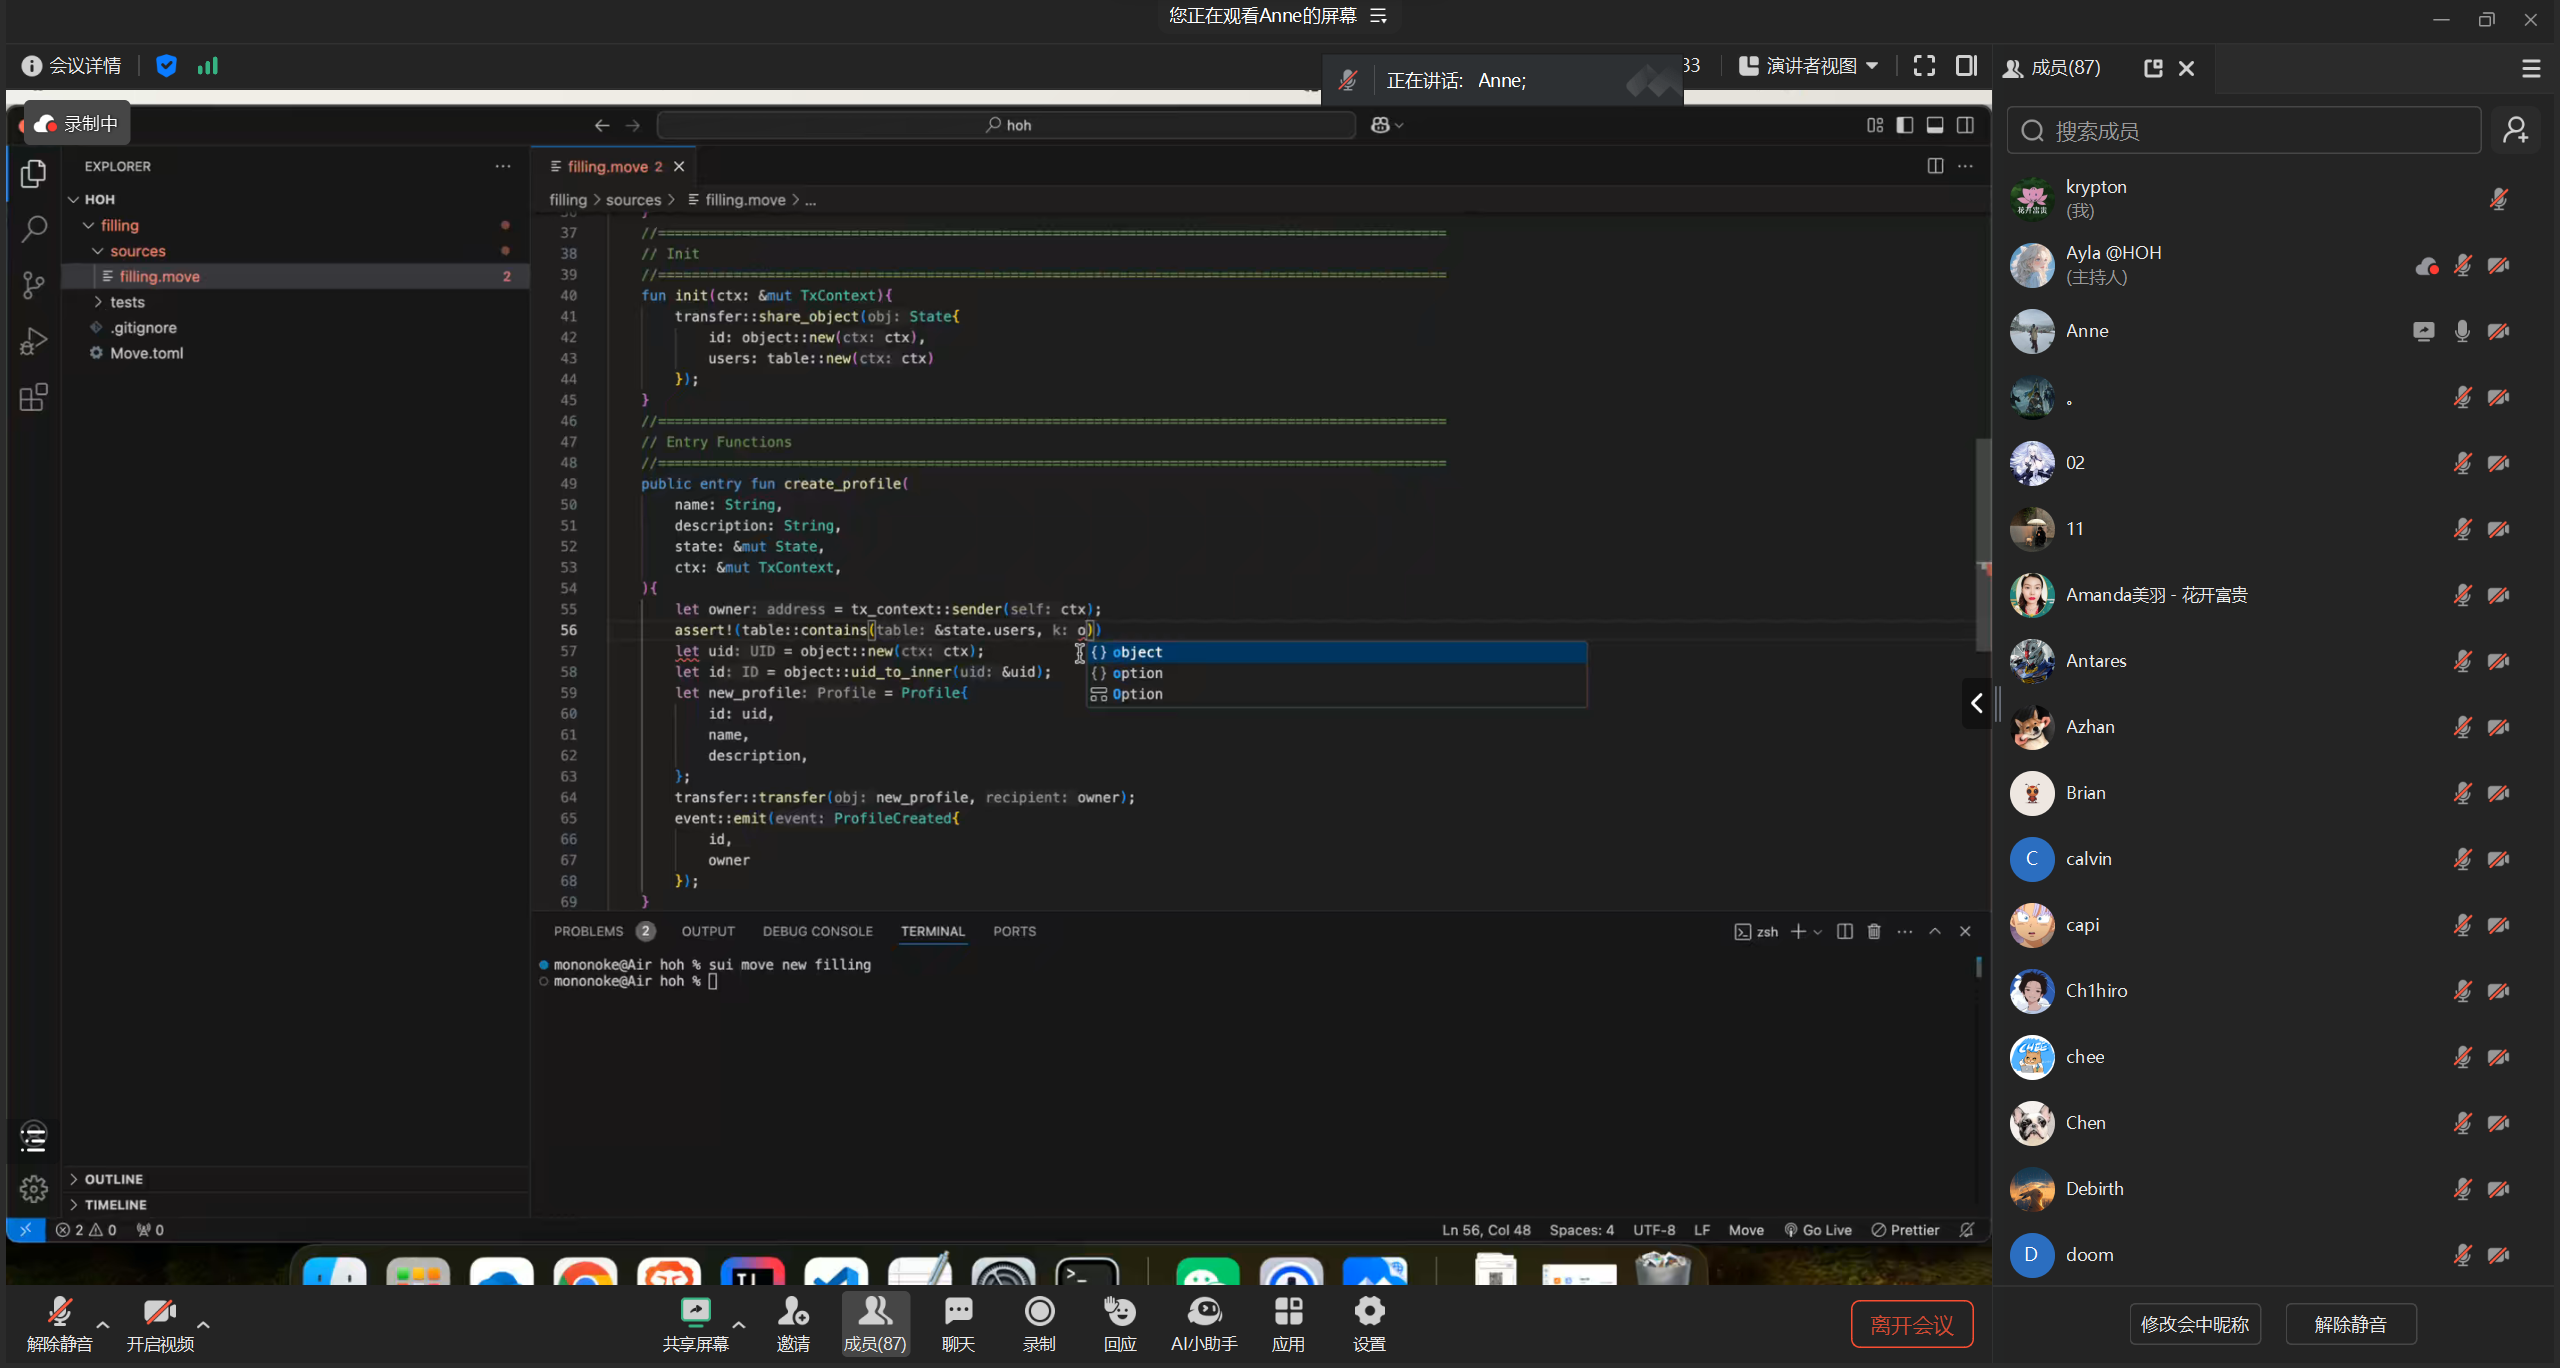 您正在观看Anne的屏幕
会议详情
正在讲话: Anne;
33
演讲者视图
成员(87)
录制中
hoh
搜索成员
EXPLORER
HOH
filling
sources
filling.move 2
tests
.gitignore
Move.toml
OUTLINE
TIMELINE
filling.move 2
filling > sources > filling.move > ...
36 }
37 //==============================================================================================
38 // Init
39 //==============================================================================================
40 fun init(ctx: &mut TxContext){
41 transfer::share_object(obj: State{
42 id: object::new(ctx: ctx),
43 users: table::new(ctx: ctx)
44 });
45 }
46 //==============================================================================================
47 // Entry Functions
48 //==============================================================================================
49 public entry fun create_profile(
50 name: String,
51 description: String,
52 state: &mut State,
53 ctx: &mut TxContext,
54 ){
55 let owner: address = tx_context::sender(self: ctx);
56 assert!(table::contains(table: &state.users, k: o))
57 let uid: UID = object::new(ctx: ctx);
58 let id: ID = object::uid_to_inner(uid: &uid);
59 let new_profile: Profile = Profile{
60 id: uid,
61 name,
62 description,
63 };
64 transfer::transfer(obj: new_profile, recipient: owner);
65 event::emit(event: ProfileCreated{
66 id,
67 owner
68 });
69 }
{} object
{} option
Option
PROBLEMS 2 OUTPUT DEBUG CONSOLE TERMINAL PORTS
zsh
mononoke@Air hoh % sui move new filling
mononoke@Air hoh %
2 0 0
Ln 56, Col 48 Spaces: 4 UTF-8 LF Move Go Live Prettier
krypton
(我)
花开富贵
Ayla @HOH
(主持人)
Anne
。
02
11
Amanda美羽 - 花开富贵
Antares
Azhan
Brian
C calvin
capi
Ch1hiro
CHEE
chee
Chen
Debirth
D doom
解除静音
开启视频
共享屏幕
邀请
成员(87)
聊天
录制
回应
AI小助手
应用
设置
离开会议
修改会中昵称
解除静音